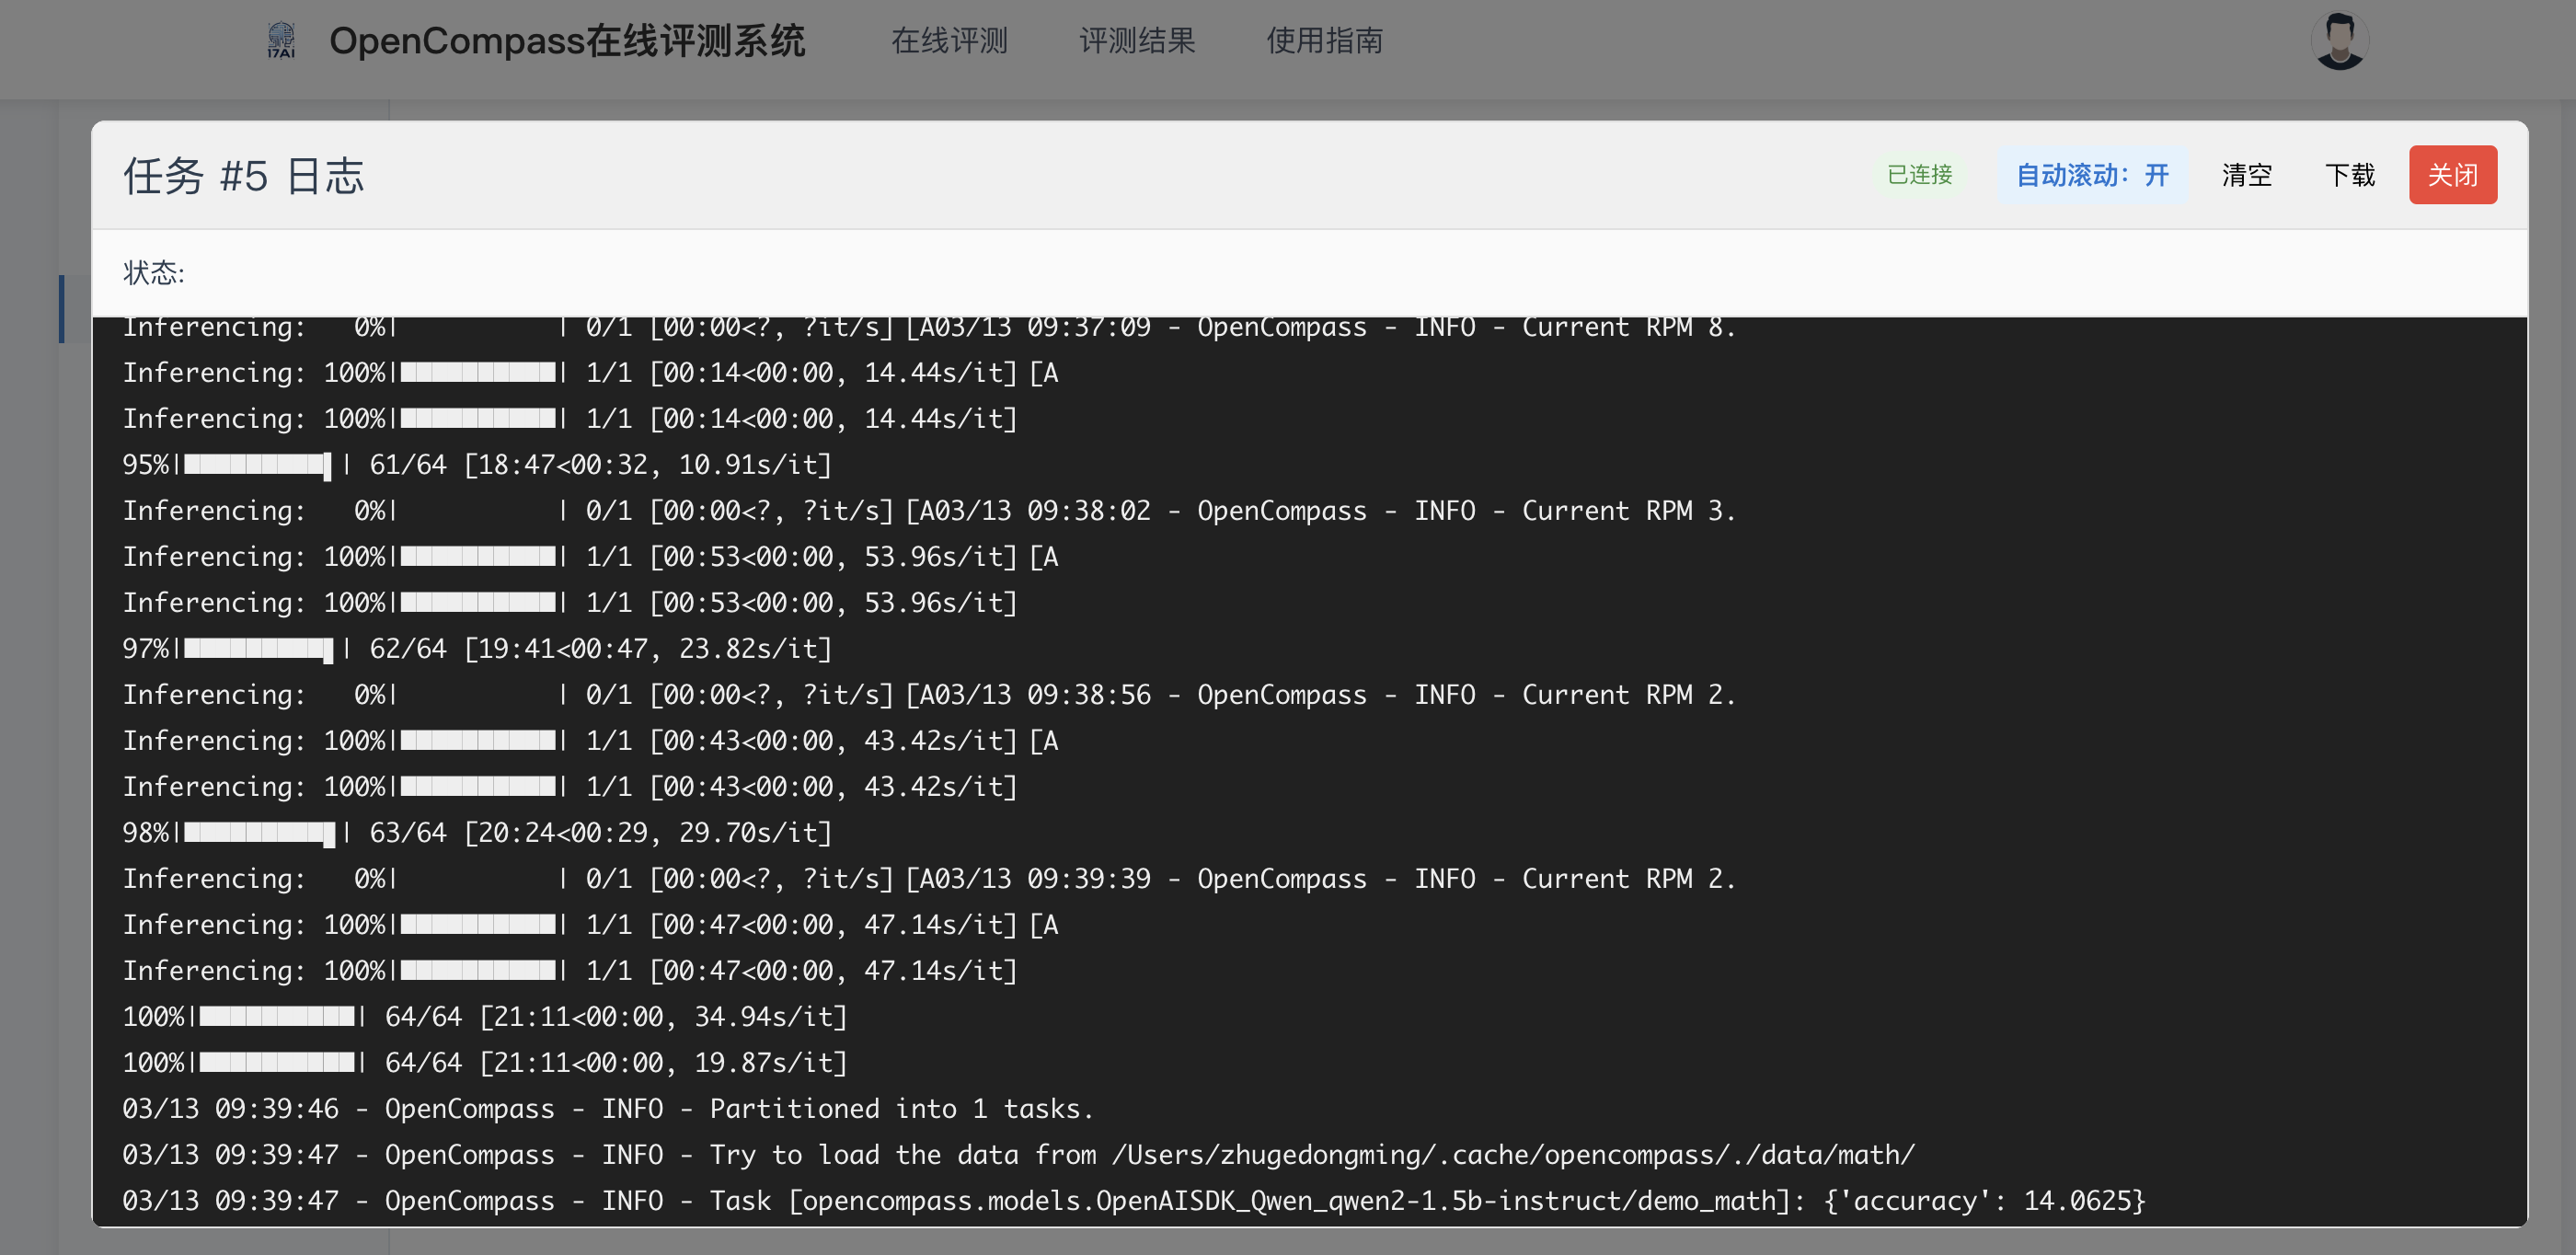 17AI OpenCompass在线评测系统 在线评测 评测结果 使用指南
任务 #5 日志 已连接 自动滚动：开 清空 下载 关闭
状态:
Inferencing:   0%|          | 0/1 [00:00<?, ?it/s][A03/13 09:37:09 - OpenCompass - INFO - Current RPM 8.
Inferencing: 100%|██████████| 1/1 [00:14<00:00, 14.44s/it][A
Inferencing: 100%|██████████| 1/1 [00:14<00:00, 14.44s/it]
95%|█████████▌| 61/64 [18:47<00:32, 10.91s/it]
Inferencing:   0%|          | 0/1 [00:00<?, ?it/s][A03/13 09:38:02 - OpenCompass - INFO - Current RPM 3.
Inferencing: 100%|██████████| 1/1 [00:53<00:00, 53.96s/it][A
Inferencing: 100%|██████████| 1/1 [00:53<00:00, 53.96s/it]
97%|█████████▋| 62/64 [19:41<00:47, 23.82s/it]
Inferencing:   0%|          | 0/1 [00:00<?, ?it/s][A03/13 09:38:56 - OpenCompass - INFO - Current RPM 2.
Inferencing: 100%|██████████| 1/1 [00:43<00:00, 43.42s/it][A
Inferencing: 100%|██████████| 1/1 [00:43<00:00, 43.42s/it]
98%|█████████▊| 63/64 [20:24<00:29, 29.70s/it]
Inferencing:   0%|          | 0/1 [00:00<?, ?it/s][A03/13 09:39:39 - OpenCompass - INFO - Current RPM 2.
Inferencing: 100%|██████████| 1/1 [00:47<00:00, 47.14s/it][A
Inferencing: 100%|██████████| 1/1 [00:47<00:00, 47.14s/it]
100%|██████████| 64/64 [21:11<00:00, 34.94s/it]
100%|██████████| 64/64 [21:11<00:00, 19.87s/it]
03/13 09:39:46 - OpenCompass - INFO - Partitioned into 1 tasks.
03/13 09:39:47 - OpenCompass - INFO - Try to load the data from /Users/zhugedongming/.cache/opencompass/./data/math/
03/13 09:39:47 - OpenCompass - INFO - Task [opencompass.models.OpenAISDK_Qwen_qwen2-1.5b-instruct/demo_math]: {'accuracy': 14.0625}